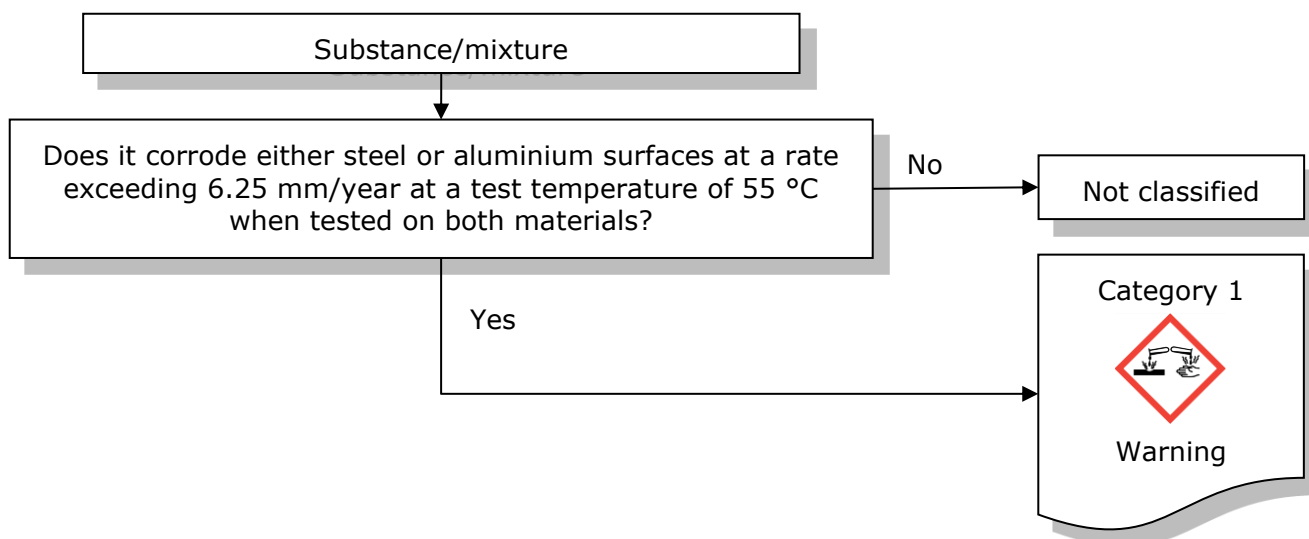 Substance/mixture
Does it corrode either steel or aluminium surfaces at a rate
exceeding 6.25 mm/year at a test temperature of 55 °C
when tested on both materials?
No
Not classified
Yes
Category 1
Warning